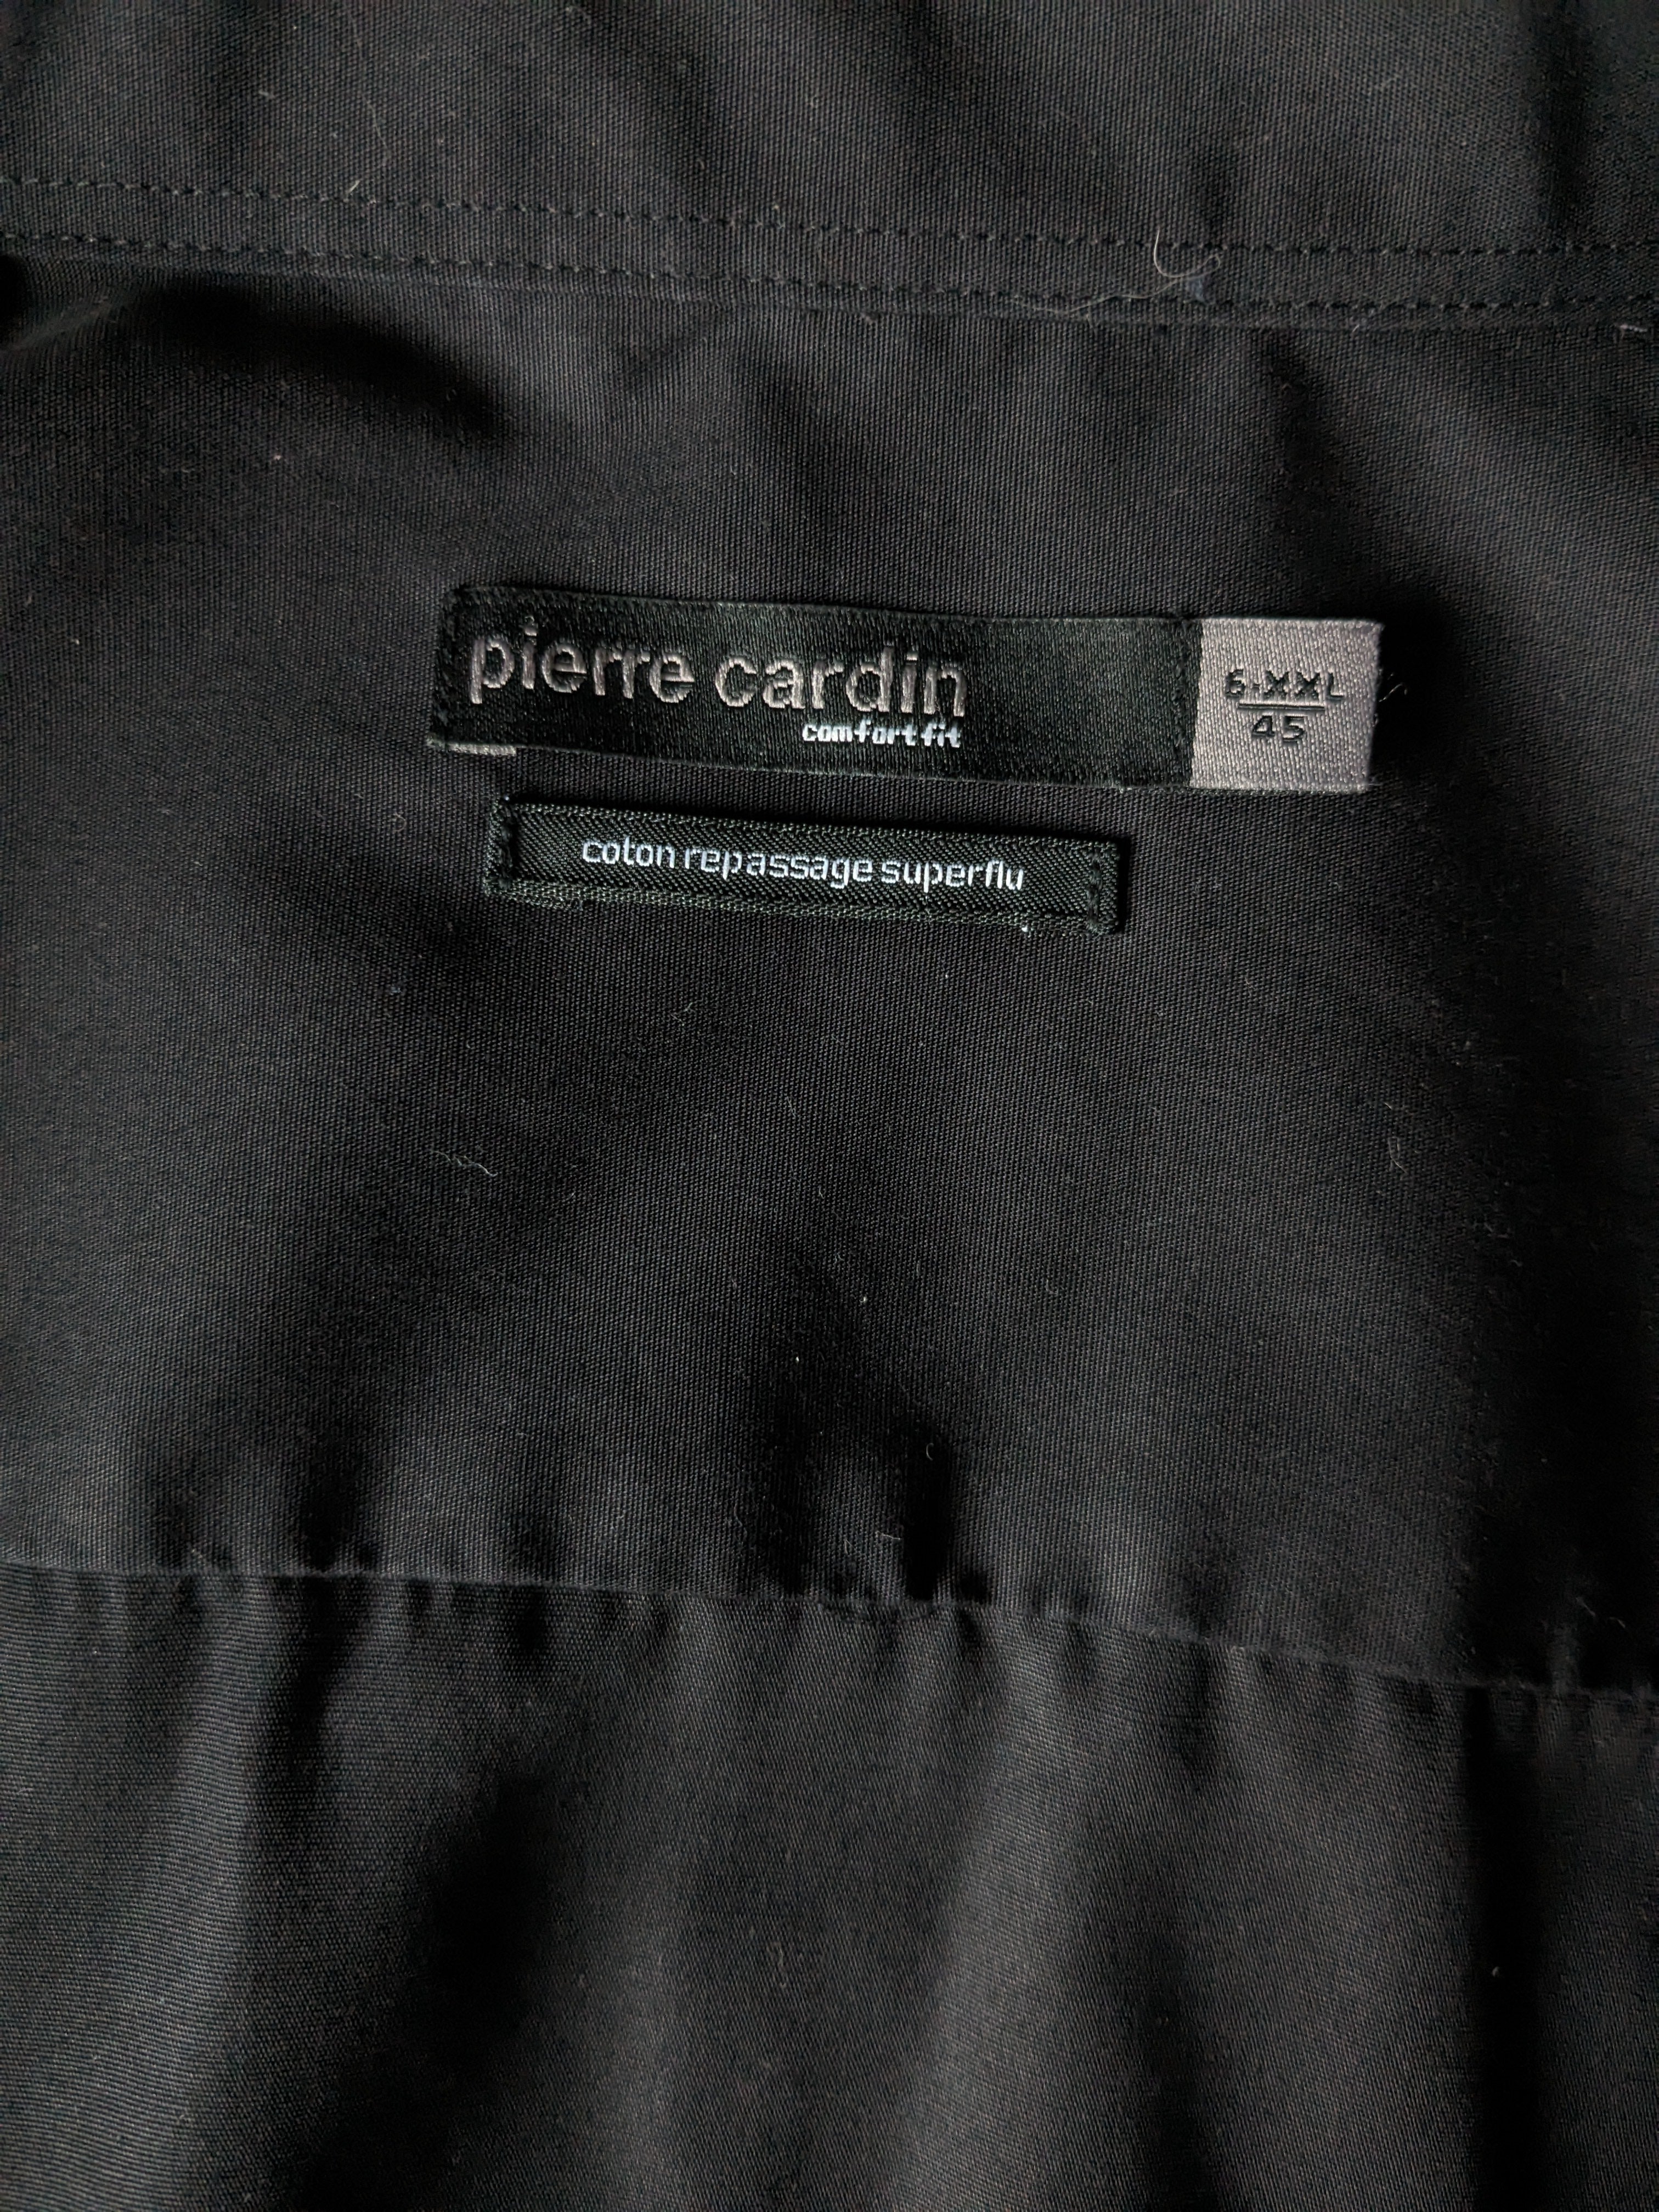 pierre cardin
comfort fit
6.XXL
45
coton repassage superflu